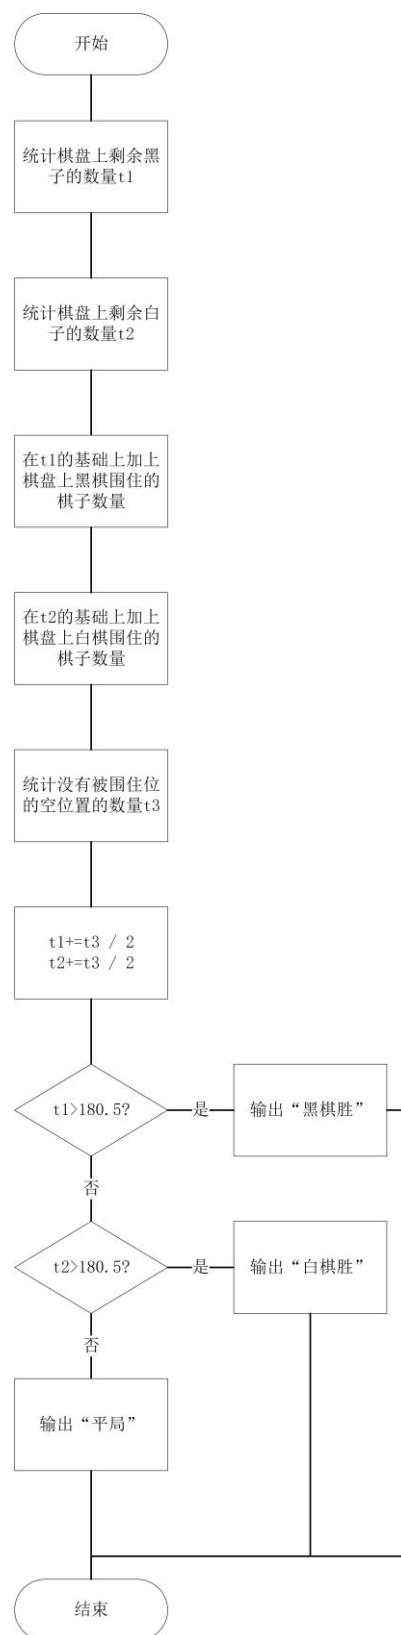 开始
统计棋盘上剩余黑
子的数量t1
统计棋盘上剩余白
子的数量t2
在t1的基础上加上
棋盘上黑棋围住的
棋子数量
在t2的基础上加上
棋盘上白棋围住的
棋子数量
统计没有被围住位
的空位置的数量t3
t1+=t3 / 2
t2+=t3 / 2
t1>180.5?
是
输出“黑棋胜”
否
t2>180.5?
是
输出“白棋胜”
否
输出“平局”
结束